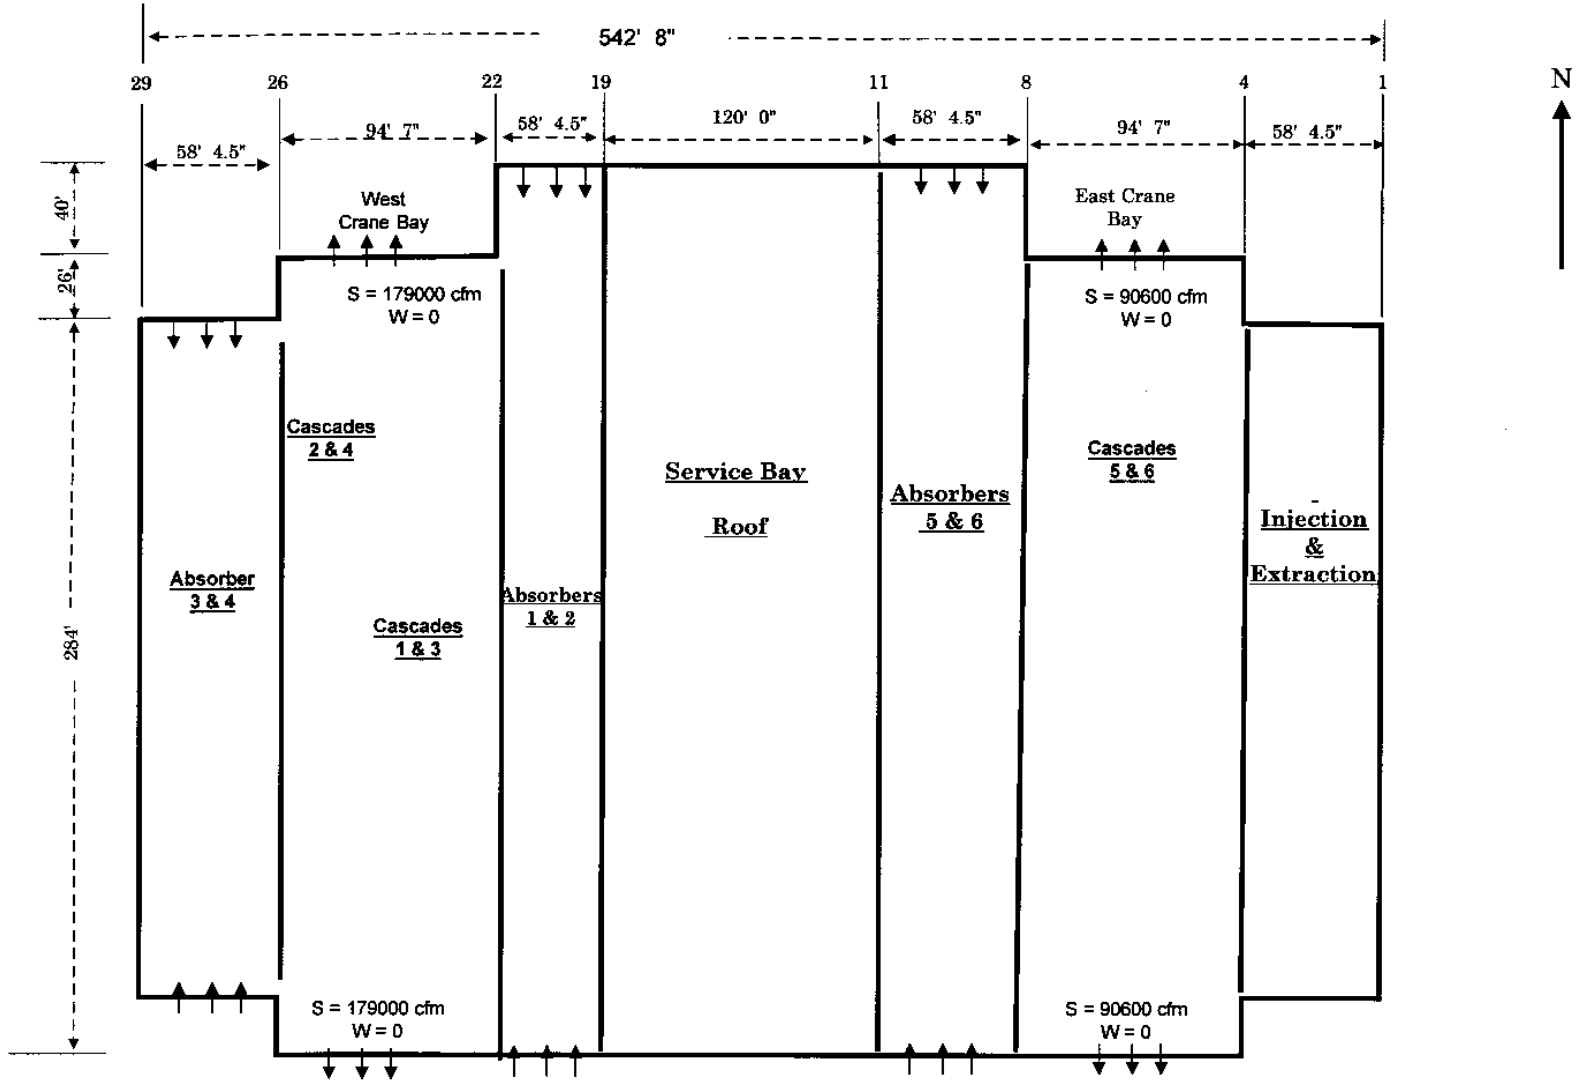 542' 8"
29
26
22
19
11
8
4
1
N
58' 4.5"
94' 7"
58' 4.5"
120' 0"
58' 4.5"
94' 7"
58' 4.5"
40'
26'
284'
West
Crane Bay
East Crane
Bay
S = 179000 cfm
W = 0
S = 90600 cfm
W = 0
Cascades
2 & 4
Cascades
5 & 6
Service Bay
Roof
Absorbers
5 & 6
Injection
&
Extraction
Absorber
3 & 4
Absorbers
1 & 2
Cascades
1 & 3
S = 179000 cfm
W = 0
S = 90600 cfm
W = 0